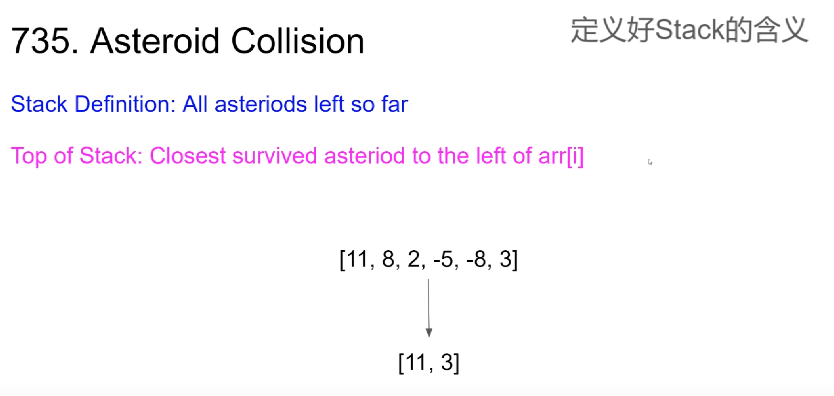 735. Asteroid Collision
定义好Stack的含义
Stack Definition: All asteriods left so far
Top of Stack: Closest survived asteriod to the left of arr[i]
[11, 8, 2, -5, -8, 3]
[11, 3]